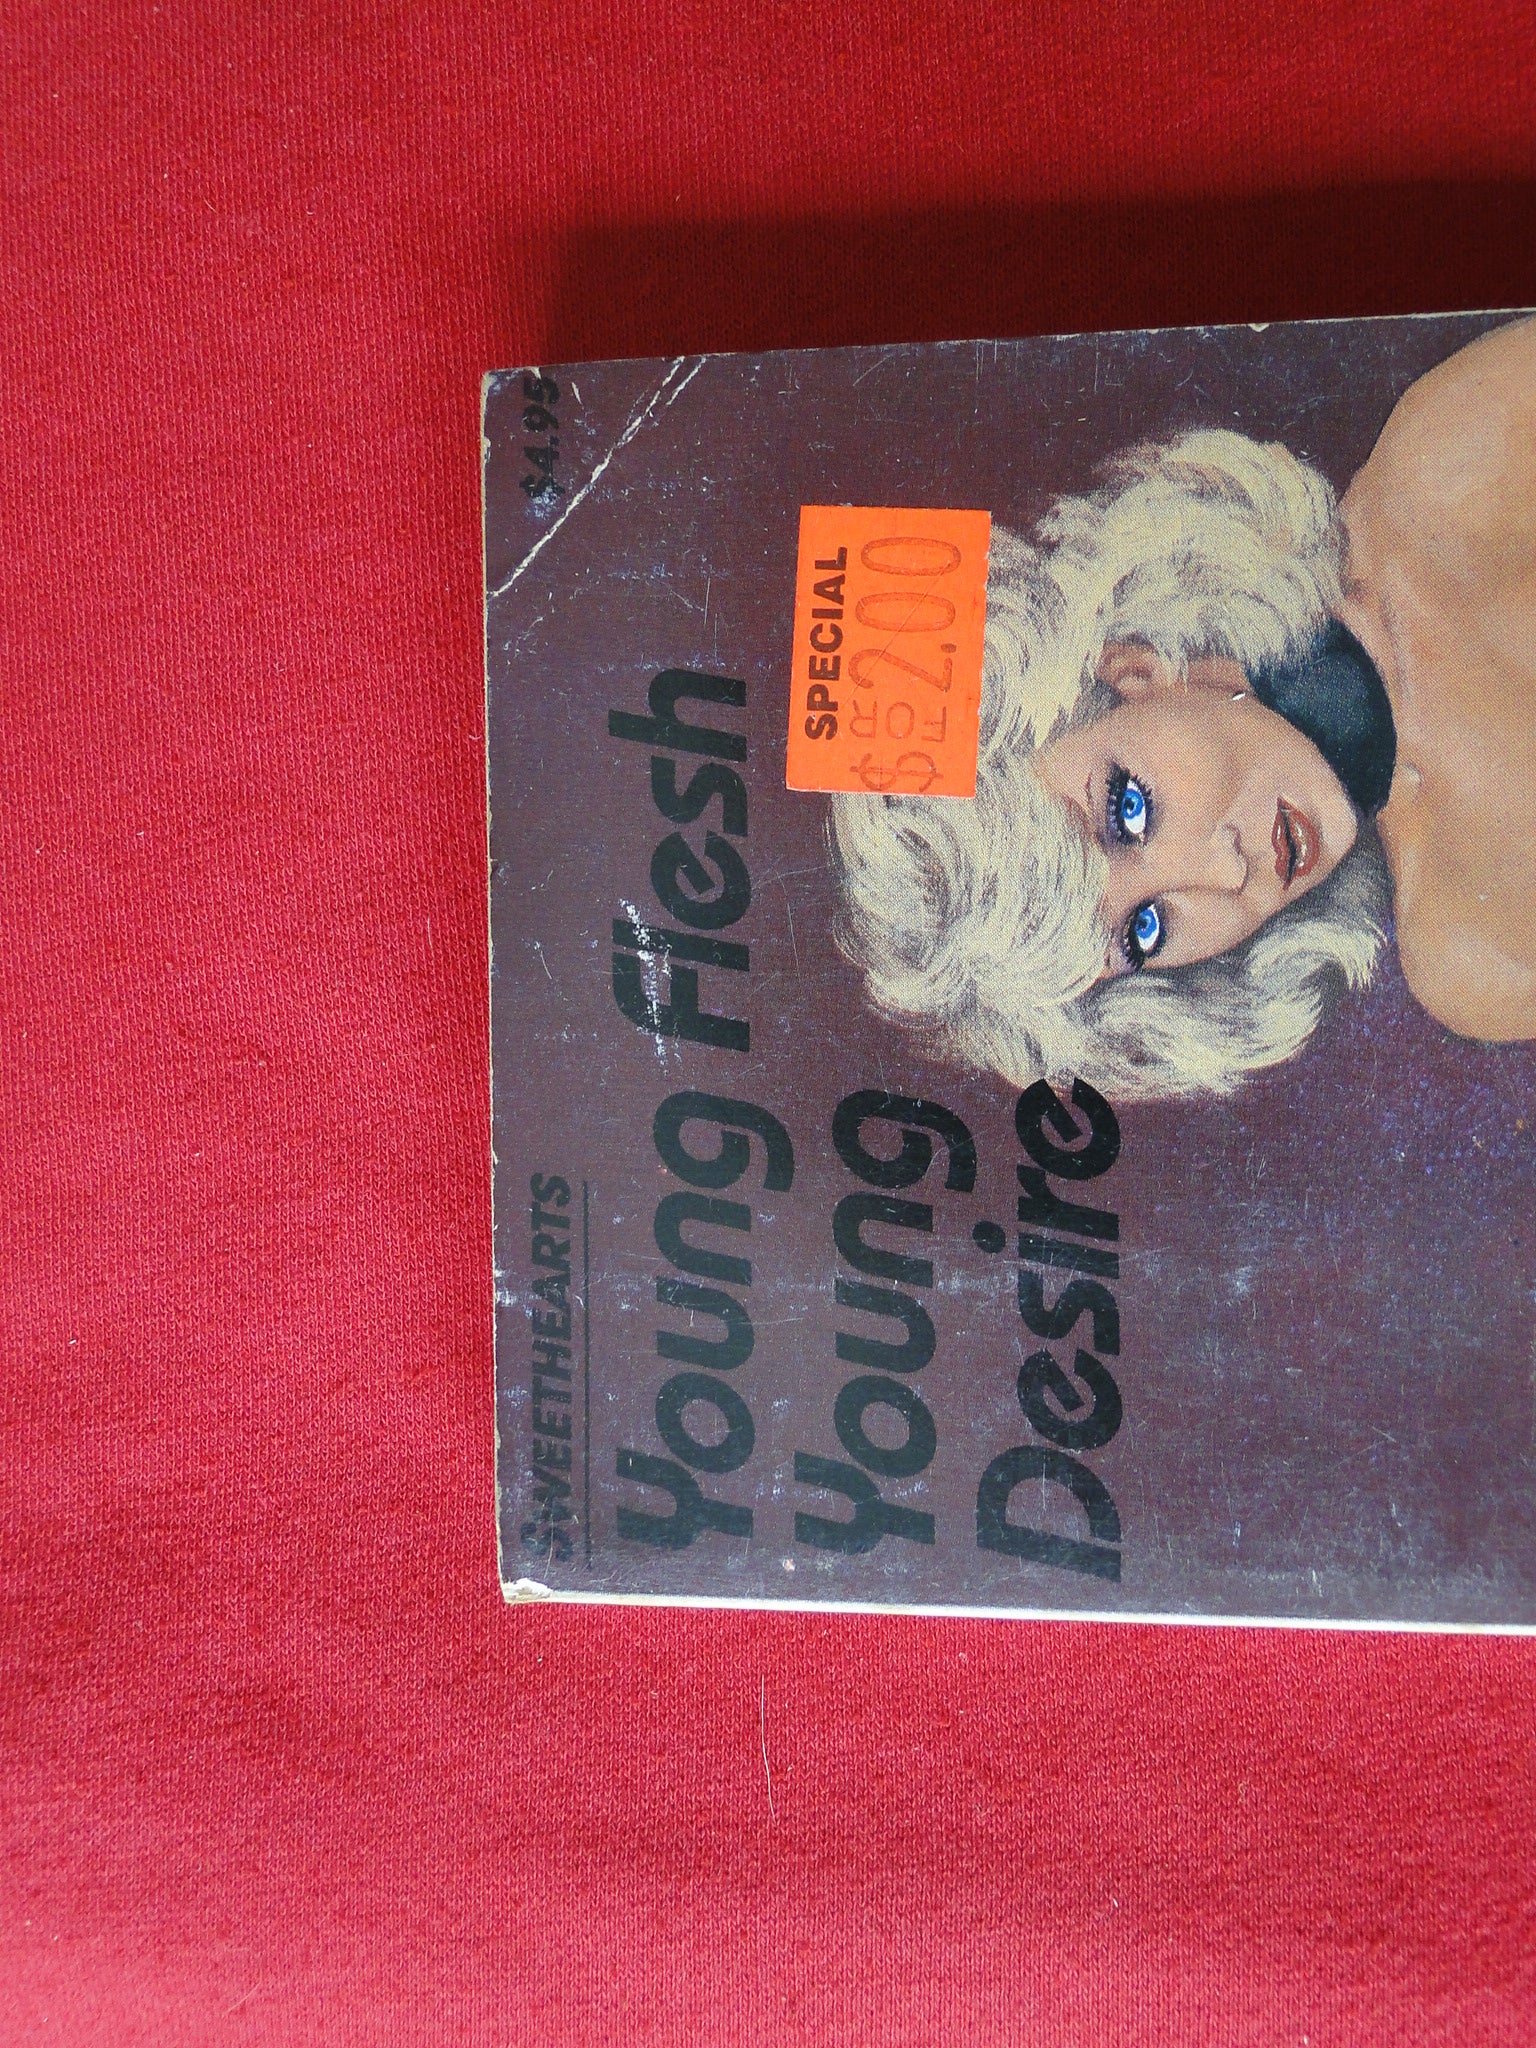 SWEETHEARTS
$4.95
Young Flesh
Young
Desire
SPECIAL
$2.00